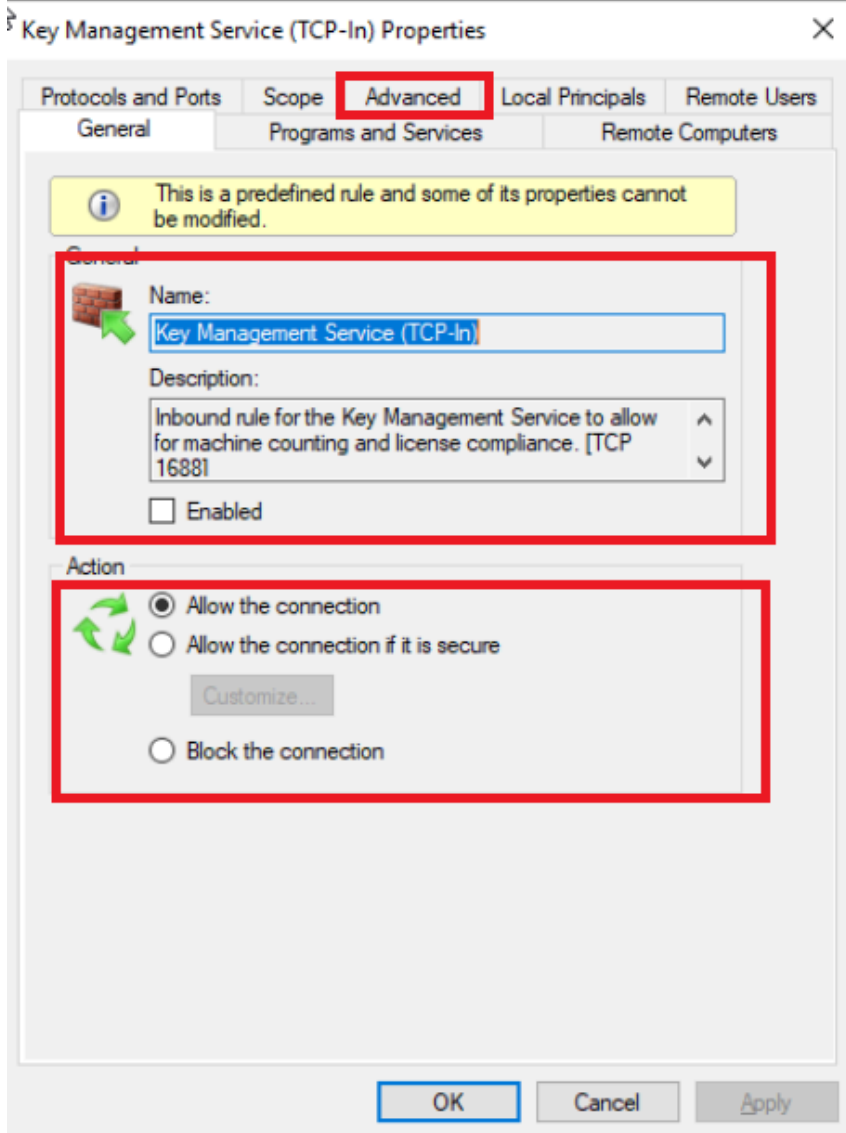 Key Management Service (TCP-In) Properties
Protocols and Ports Scope Advanced Local Principals Remote Users
General Programs and Services Remote Computers
This is a predefined rule and some of its properties cannot
be modified.
General
Name:
Key Management Service (TCP-In)
Description:
Inbound rule for the Key Management Service to allow
for machine counting and license compliance. [TCP
1688]
Enabled
Action
Allow the connection
Allow the connection if it is secure
Customize...
Block the connection
OK Cancel Apply